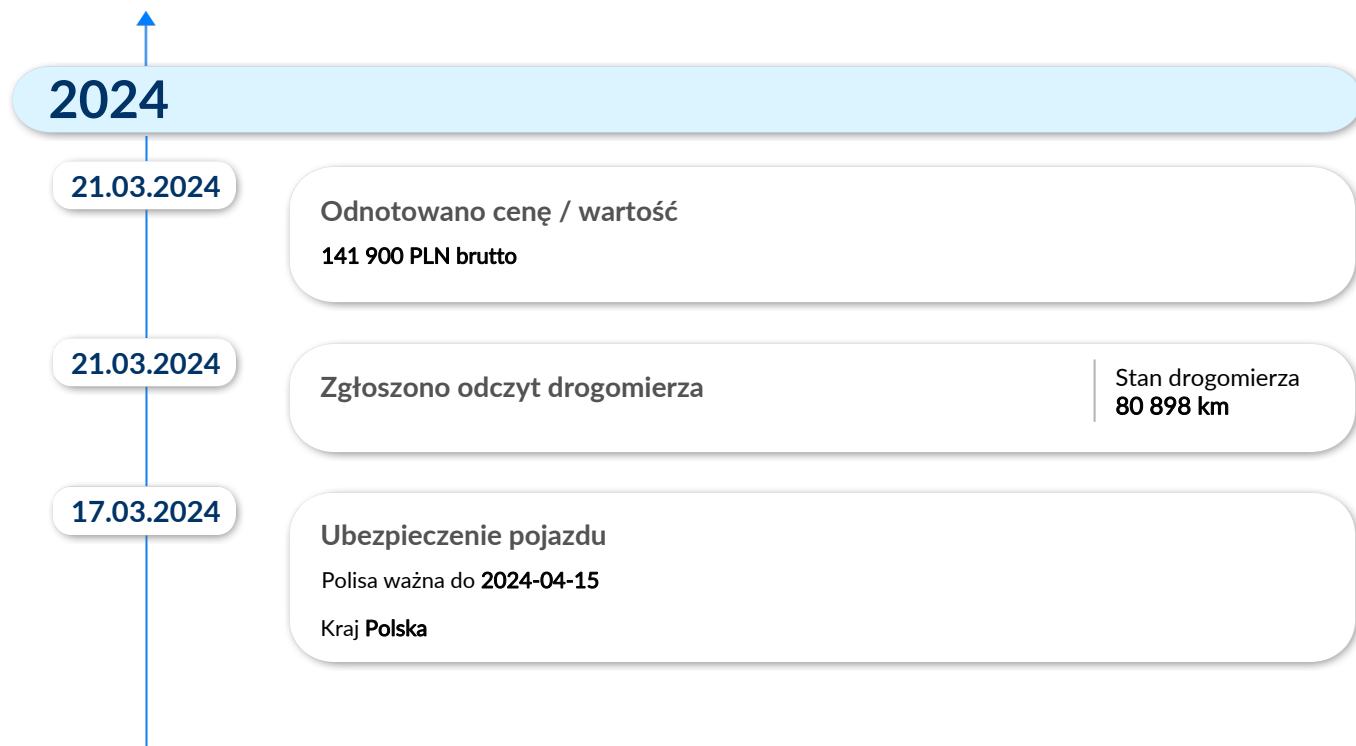 2024
21.03.2024
Odnotowano cenę / wartość
141 900 PLN brutto
21.03.2024
Zgłoszono odczyt drogomierza
Stan drogomierza
80 898 km
17.03.2024
Ubezpieczenie pojazdu
Polisa ważna do 2024-04-15
Kraj Polska